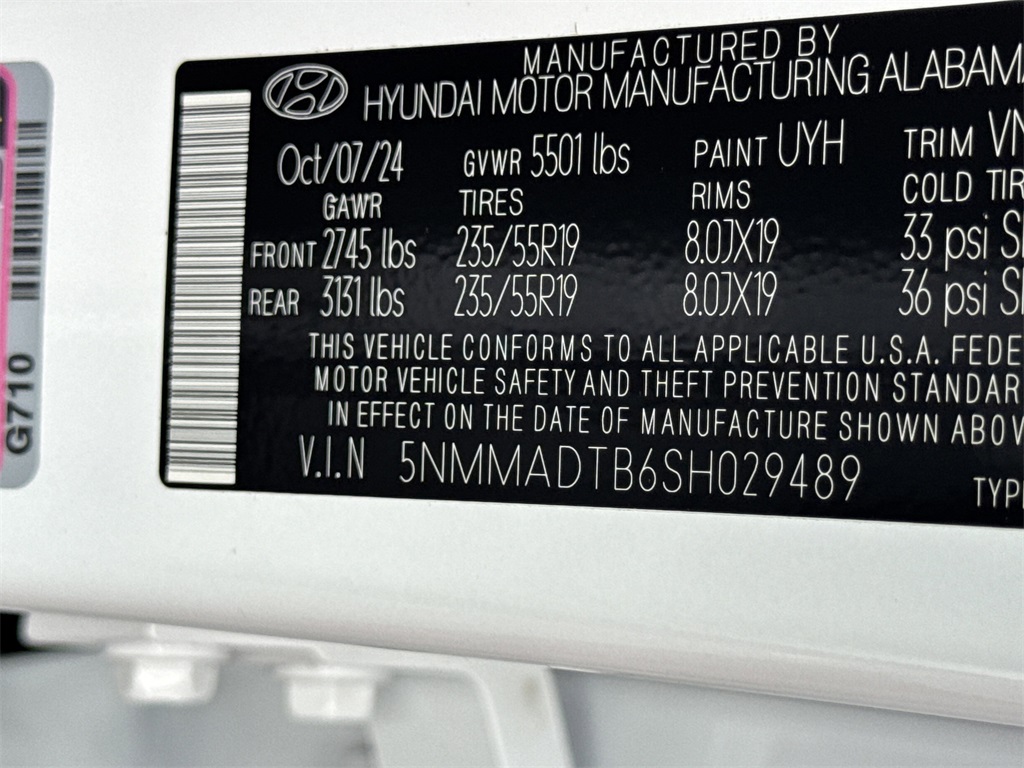 MANUFACTURED BY
HYUNDAI MOTOR MANUFACTURING ALABAMA
Oct/07/24 GVWR 5501 lbs PAINT UYH TRIM VN
GAWR TIRES RIMS COLD TIR
FRONT 2745 lbs 235/55R19 8.0JX19 33 psi S
REAR 3131 lbs 235/55R19 8.0JX19 36 psi S
THIS VEHICLE CONFORMS TO ALL APPLICABLE U.S.A. FEDE
MOTOR VEHICLE SAFETY AND THEFT PREVENTION STANDAR
IN EFFECT ON THE DATE OF MANUFACTURE SHOWN ABOV
V.I.N 5NMMADTB6SH029489
TYP
G710